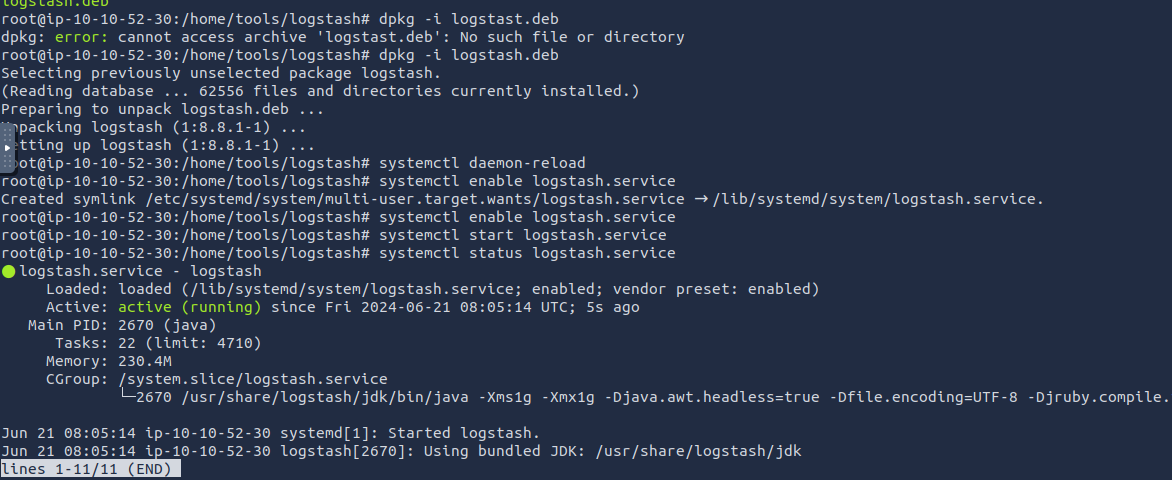 logstash.deb
root@ip-10-10-52-30:/home/tools/logstash# dpkg -i logstast.deb
dpkg: error: cannot access archive 'logstast.deb': No such file or directory
root@ip-10-10-52-30:/home/tools/logstash# dpkg -i logstash.deb
Selecting previously unselected package logstash.
(Reading database ... 62556 files and directories currently installed.)
Preparing to unpack logstash.deb ...
npacking logstash (1:8.8.1-1) ...
etting up logstash (1:8.8.1-1) ...
ot@ip-10-10-52-30:/home/tools/logstash# systemctl daemon-reload
root@ip-10-10-52-30:/home/tools/logstash# systemctl enable logstash.service
Created symlink /etc/systemd/system/multi-user.target.wants/logstash.service → /lib/systemd/system/logstash.service.
root@ip-10-10-52-30:/home/tools/logstash# systemctl enable logstash.service
root@ip-10-10-52-30:/home/tools/logstash# systemctl start logstash.service
root@ip-10-10-52-30:/home/tools/logstash# systemctl status logstash.service
● logstash.service - logstash
Loaded: loaded (/lib/systemd/system/logstash.service; enabled; vendor preset: enabled)
Active: active (running) since Fri 2024-06-21 08:05:14 UTC; 5s ago
Main PID: 2670 (java)
Tasks: 22 (limit: 4710)
Memory: 230.4M
CGroup: /system.slice/logstash.service
└─2670 /usr/share/logstash/jdk/bin/java -Xms1g -Xmx1g -Djava.awt.headless=true -Dfile.encoding=UTF-8 -Djruby.compile.
Jun 21 08:05:14 ip-10-10-52-30 systemd[1]: Started logstash.
Jun 21 08:05:14 ip-10-10-52-30 logstash[2670]: Using bundled JDK: /usr/share/logstash/jdk
lines 1-11/11 (END)